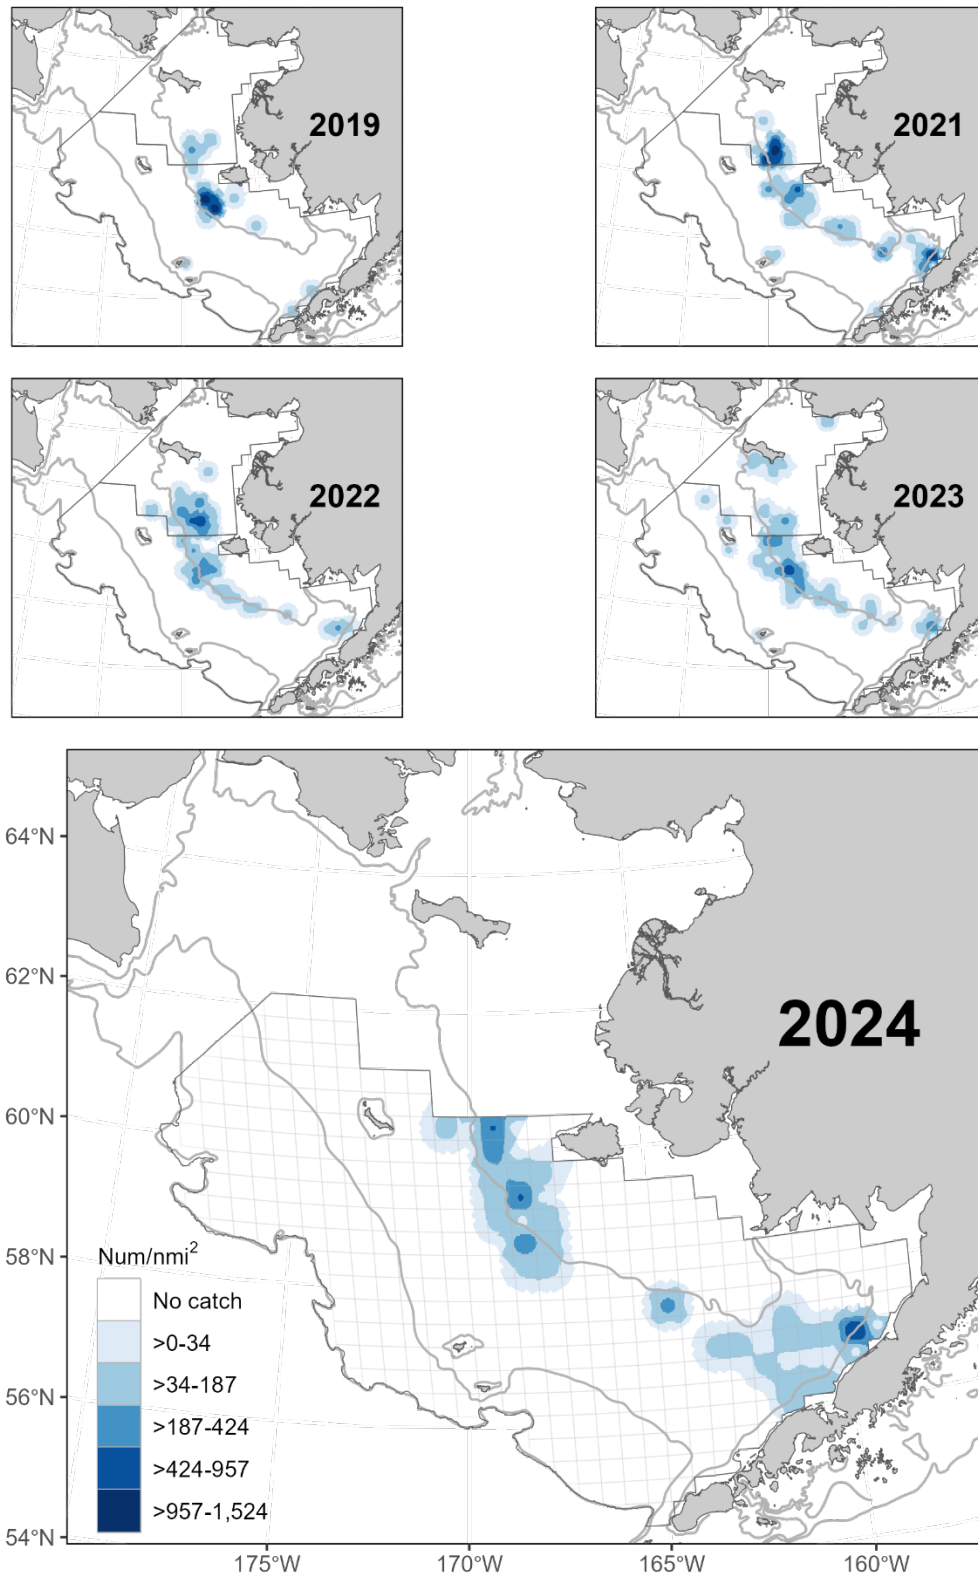 2019
2021
2022
2023
2024
64°N
62°N
60°N
58°N
56°N
54°N
Num/nmi²
No catch
>0-34
>34-187
>187-424
>424-957
>957-1,524
175°W
170°W
165°W
160°W